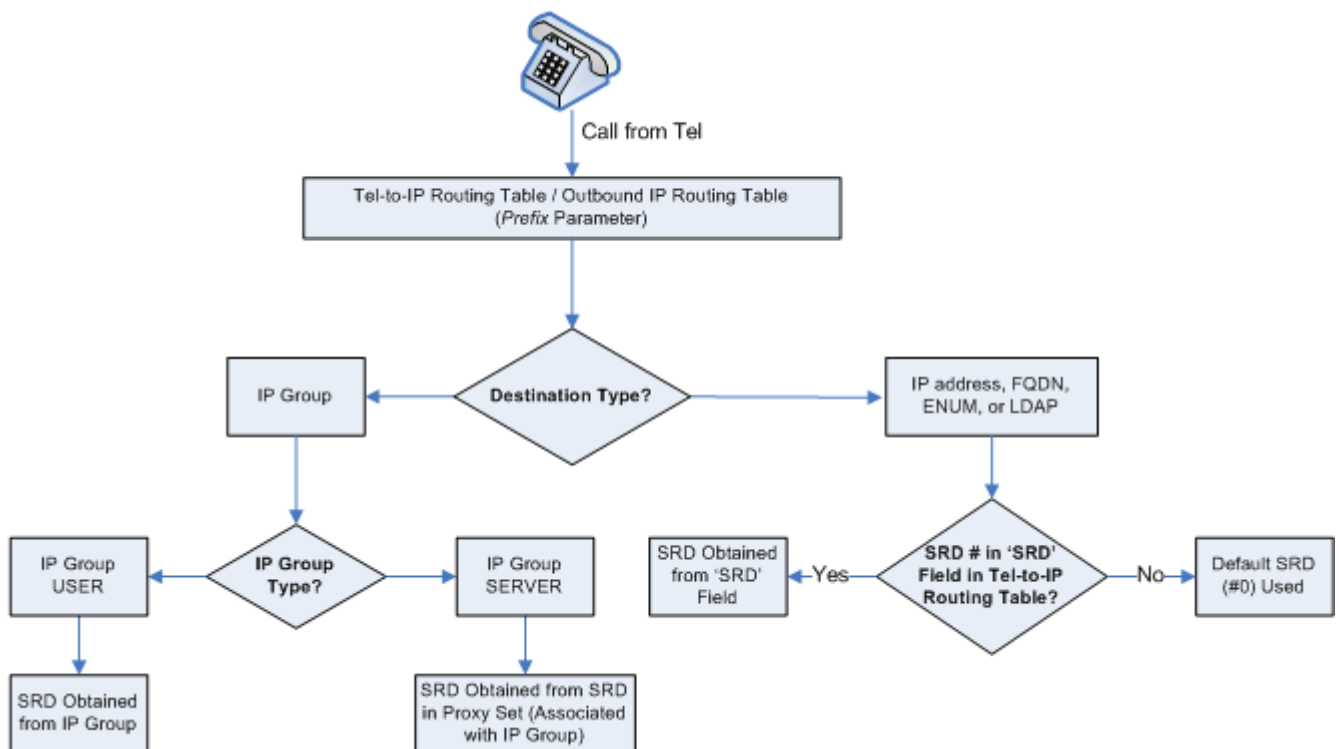 Call from Tel
Tel-to-IP Routing Table / Outbound IP Routing Table
(Prefix Parameter)
IP Group
Destination Type?
IP address, FQDN,
ENUM, or LDAP
IP Group
USER
IP Group
Type?
IP Group
SERVER
SRD Obtained
from ‘SRD’
Field
Yes
SRD # in ‘SRD’
Field in Tel-to-IP
Routing Table?
No
Default SRD
(#0) Used
SRD Obtained
from IP Group
SRD Obtained from SRD
in Proxy Set (Associated
with IP Group)